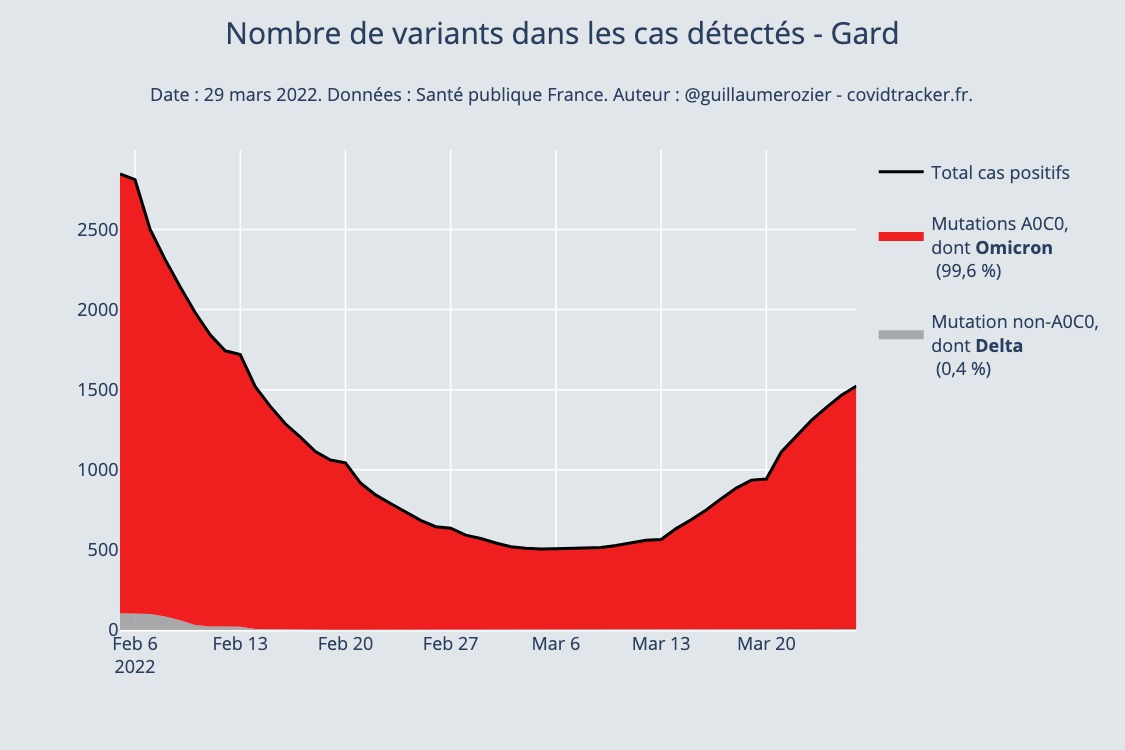 Nombre de variants dans les cas détectés - Gard
Date : 29 mars 2022. Données : Santé publique France. Auteur : @guillaumerozier - covidtracker.fr.
Total cas positifs
Mutations A0C0,
dont Omicron
(99,6 %)
Mutation non-A0C0,
dont Delta
(0,4 %)
2500
2000
1500
1000
500
0
Feb 6
2022
Feb 13
Feb 20
Feb 27
Mar 6
Mar 13
Mar 20